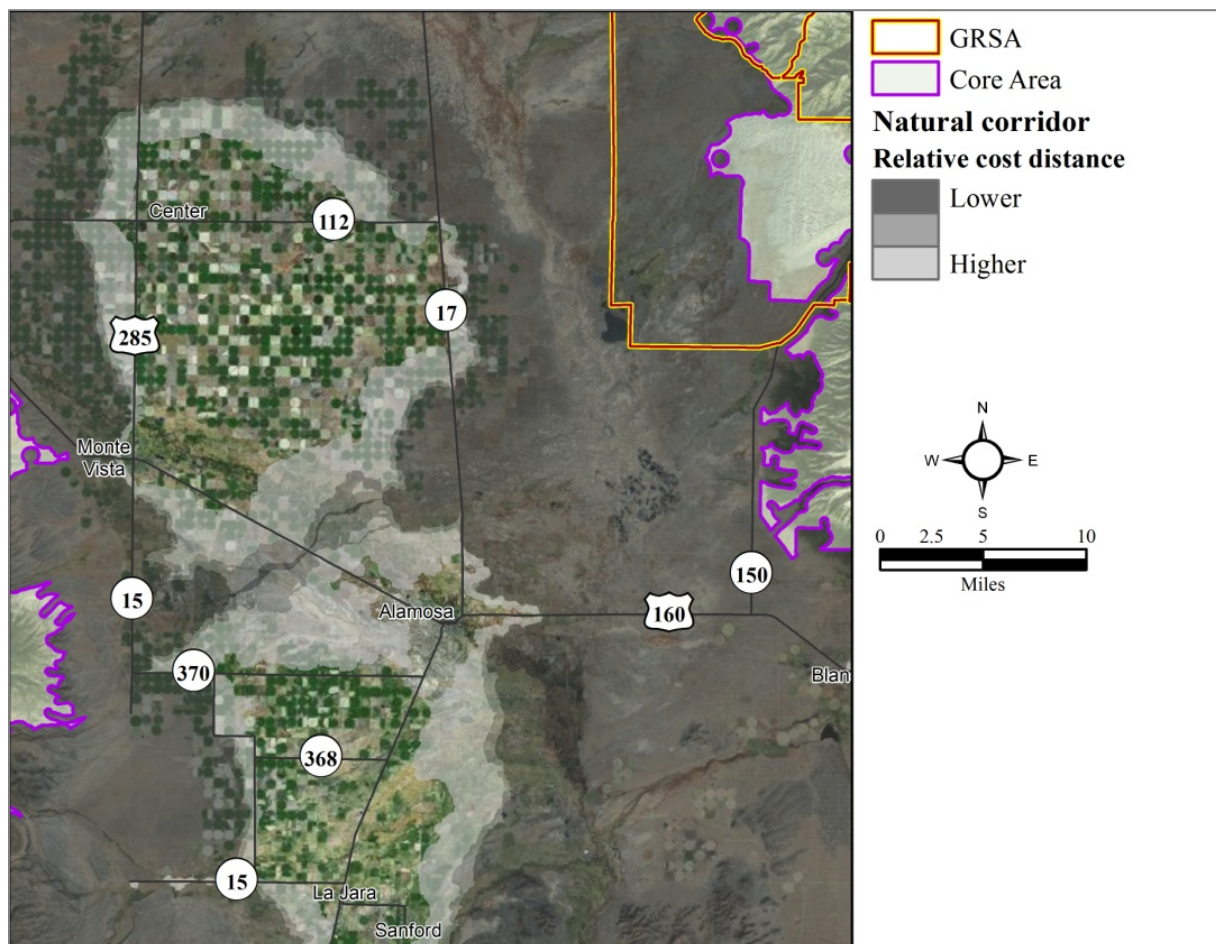 GRSA
Core Area
Natural corridor
Relative cost distance
Lower
Higher
N
W E
S
0 2.5 5 10
Miles
Center
112
17
285
Monte
Vista
15
150
Alamosa
160
370
Blan
368
15
La Jara
Sanford